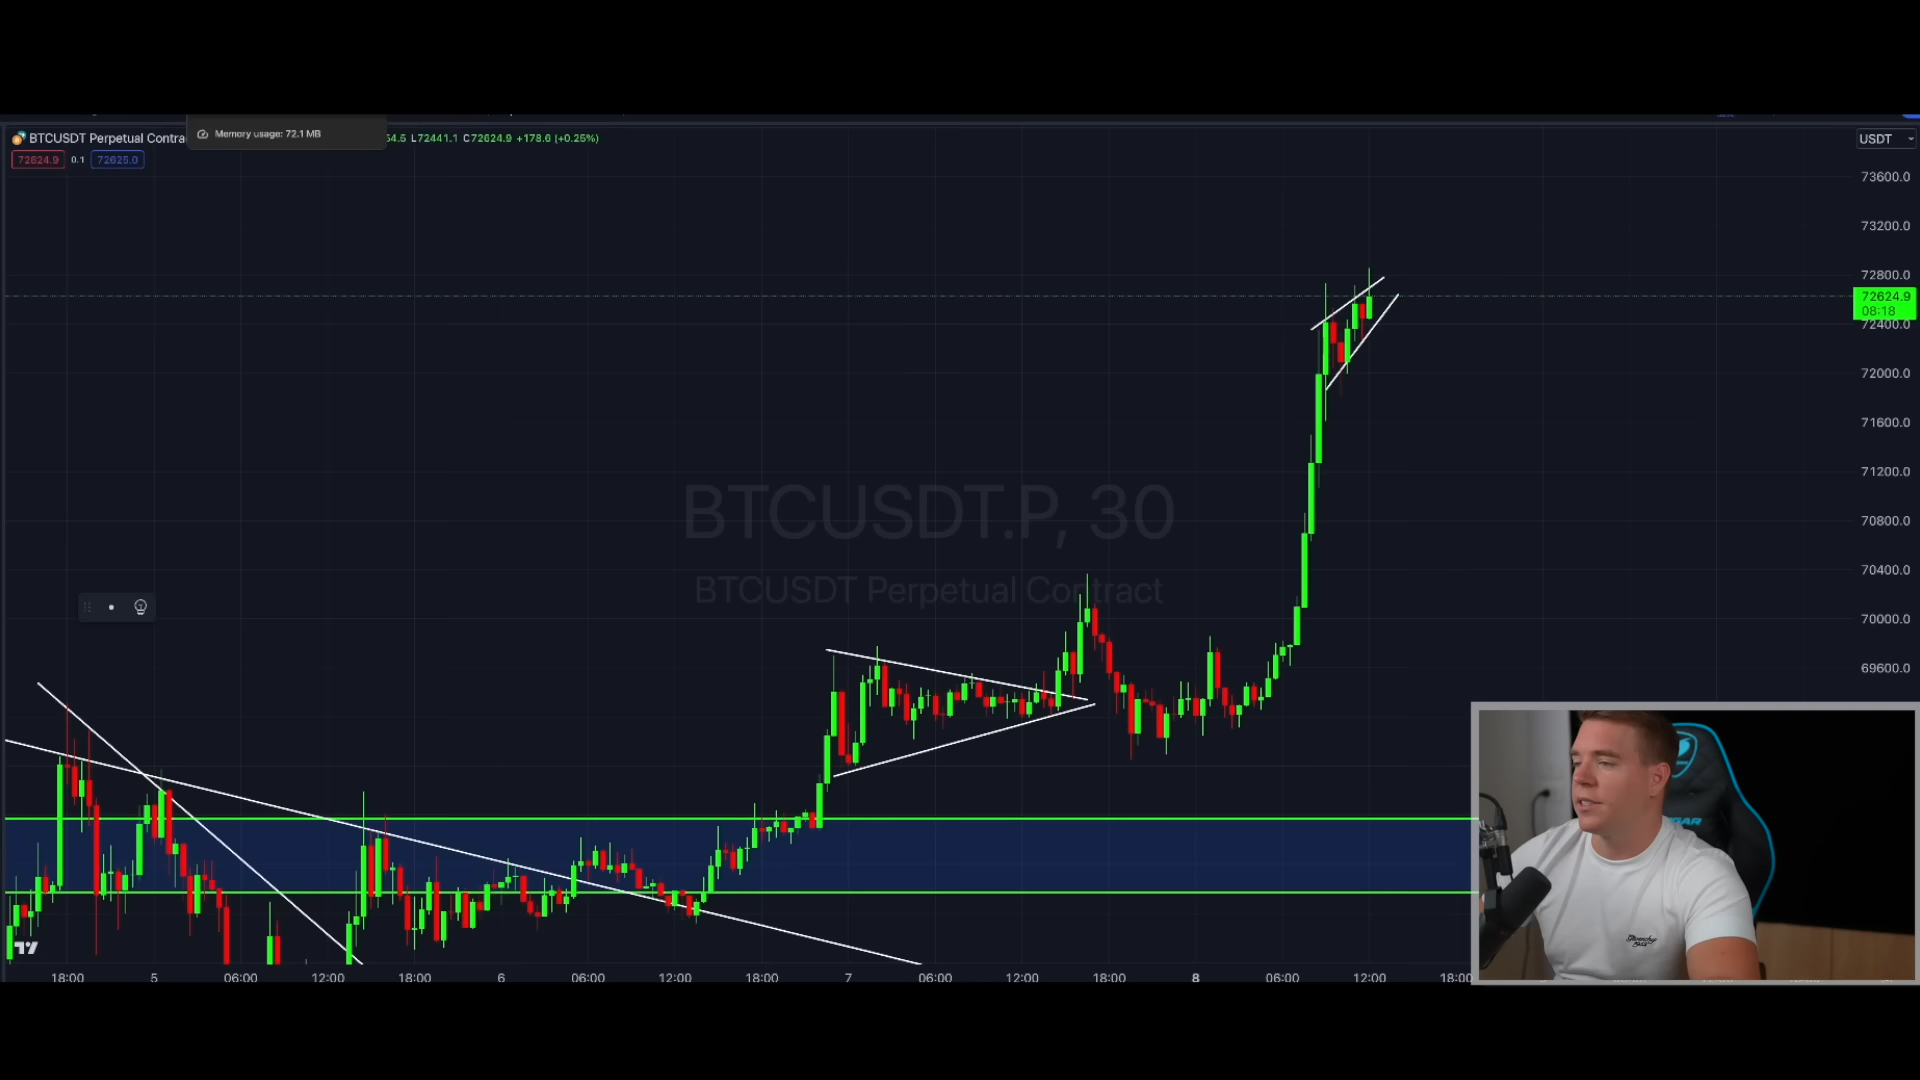 BTCUSDT Perpetual Contra
Memory usage: 72.1 MB
54.5 L72441.1 C72624.9 +178.6 (+0.25%)
USDT
72624.9 0.1 72625.0
73600.0
73200.0
72800.0
72624.9
08:18
72400.0
72000.0
71600.0
71200.0
70800.0
70400.0
70000.0
69600.0
BTCUSDT.P, 30
BTCUSDT Perpetual Contract
18:00 5 06:00 12:00 18:00 6 06:00 12:00 18:00 7 06:00 12:00 18:00 8 06:00 12:00 18:00